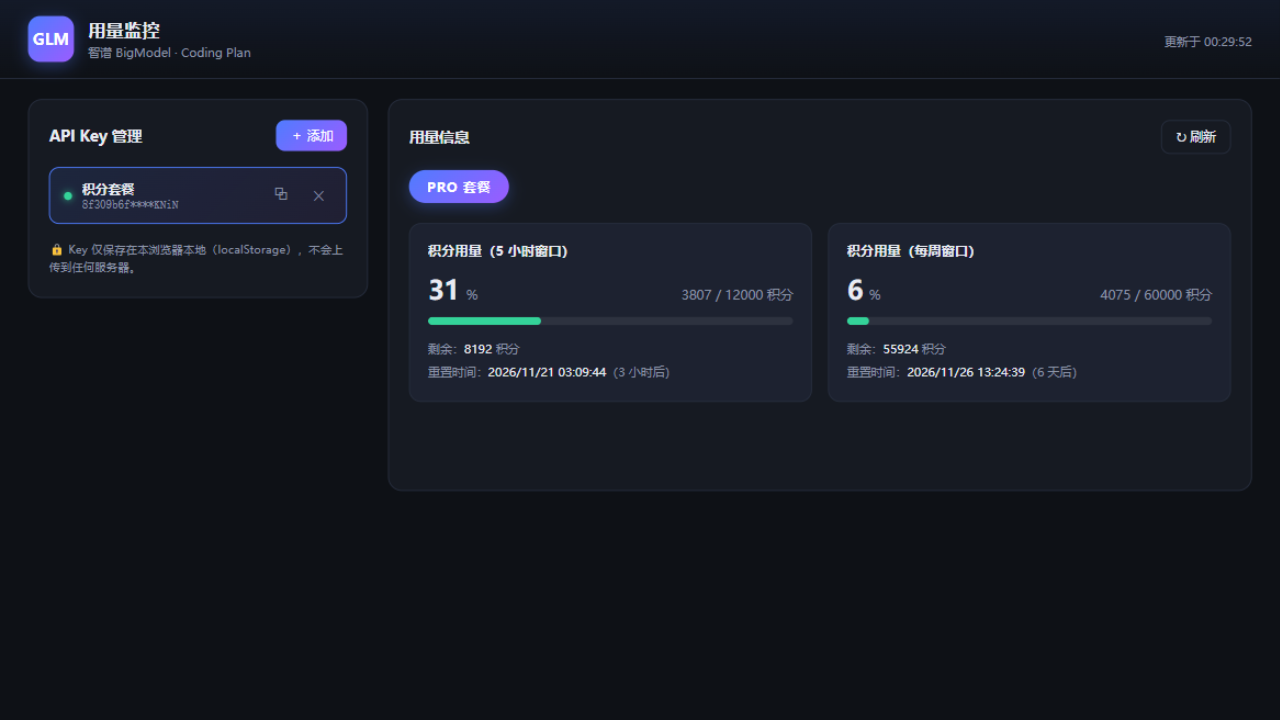 GLM
用量监控
智谱 BigModel · Coding Plan
更新于 00:29:52
API Key 管理
+ 添加
积分套餐
8f309b6f****KNiN
🔒 Key 仅保存在本浏览器本地（localStorage），不会上
传到任何服务器。
用量信息
↻ 刷新
PRO 套餐
积分用量（5 小时窗口）
31 %
3807 / 12000 积分
剩余：8192 积分
重置时间：2026/11/21 03:09:44（3 小时后）
积分用量（每周窗口）
6 %
4075 / 60000 积分
剩余：55924 积分
重置时间：2026/11/26 13:24:39（6 天后）